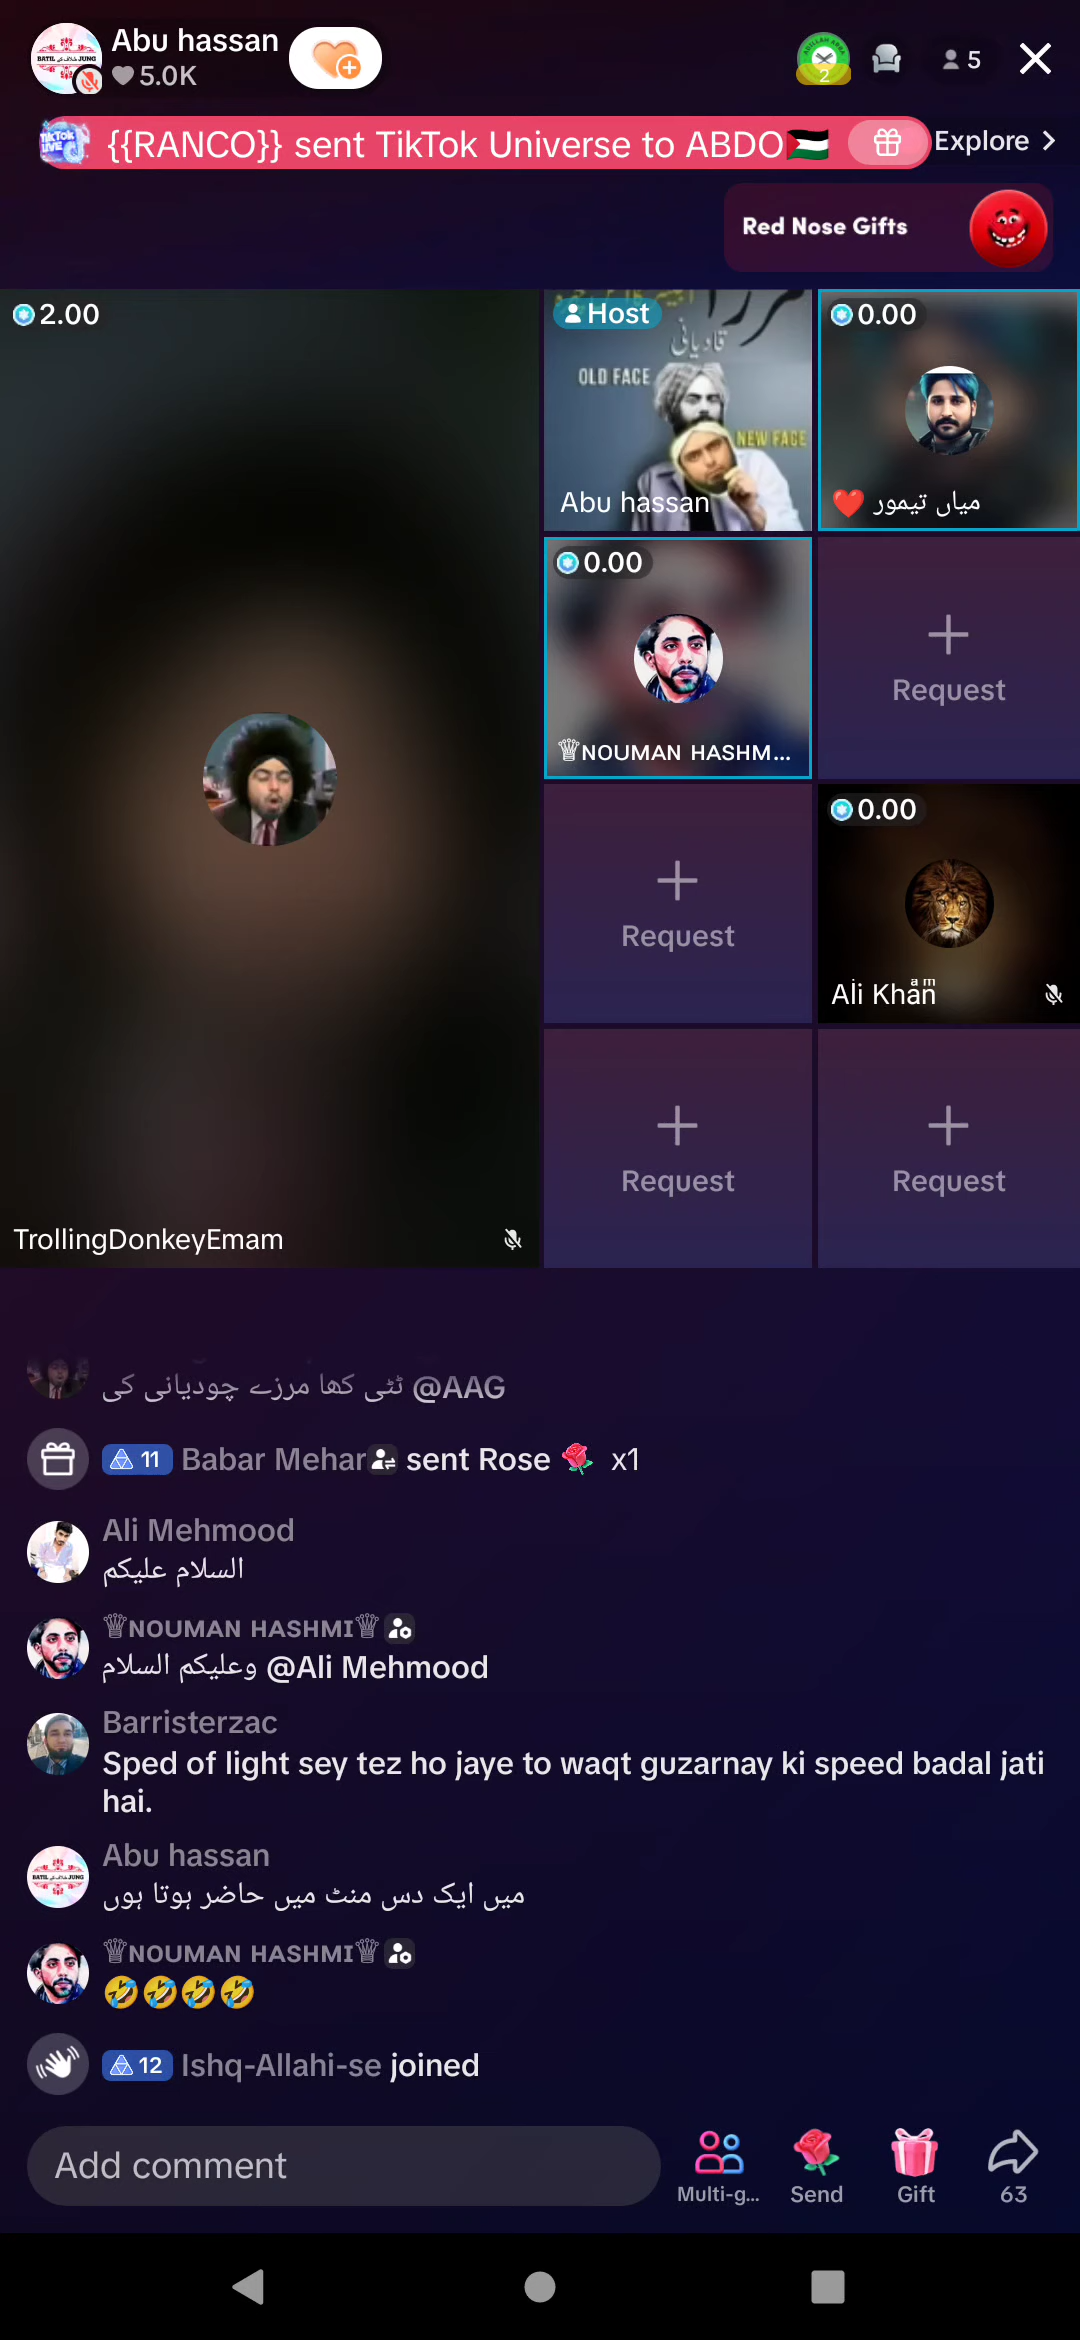 Abu hassan
5.0K
2
5
{{RANCO}} sent TikTok Universe to ABDO🇵🇸
Explore >
Red Nose Gifts
2.00
Host
قادیانی
OLD FACE
NEW FACE
Abu hassan
0.00
میاں تیمور ❤️
0.00
♕NOUMAN HASHM...
Request
Request
0.00
Ali Khan
Request
Request
TrollingDonkeyEmam
@AAG ٹٹی کھا مرزے چودیانی کی
11 Babar Mehar sent Rose 🌹 x1
Ali Mehmood
السلام علیکم
♕NOUMAN HASHMI♕
وعلیکم السلام @Ali Mehmood
Barristerzac
Sped of light sey tez ho jaye to waqt guzarnay ki speed badal jati
hai.
BATIL JUNG
Abu hassan
میں ایک دس منٹ میں حاضر ہوتا ہوں
♕NOUMAN HASHMI♕
🤣🤣🤣🤣
12 Ishq-Allahi-se joined
Add comment
Multi-g...
Send
Gift
63